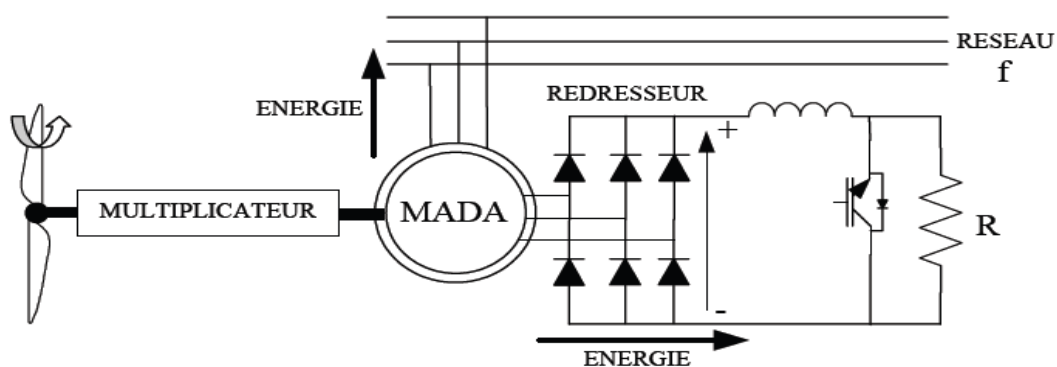 RESEAU
f
ENERGIE
REDRESSEUR
+
MULTIPLICATEUR
MADA
R
-
ENERGIE